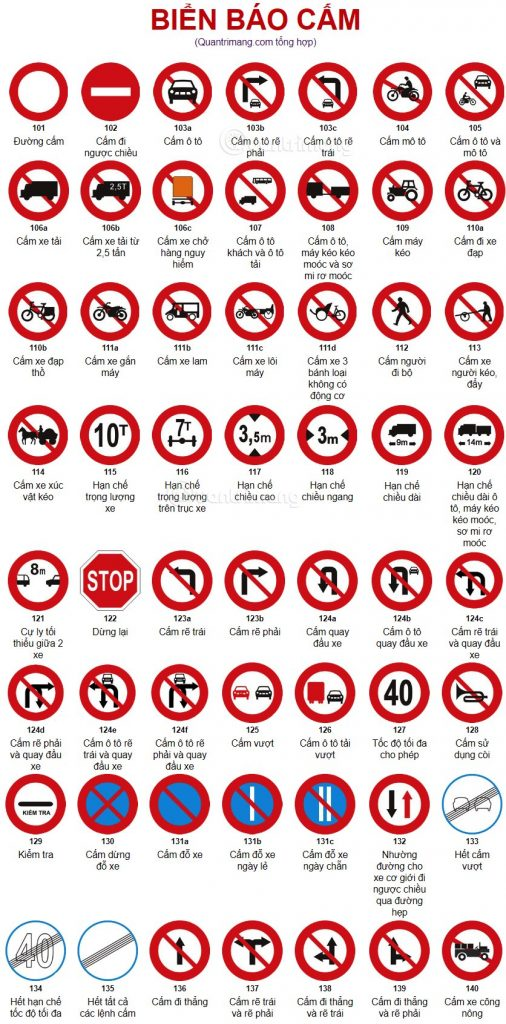 BIỂN BÁO CẤM
(Quantrimang.com tổng hợp)
101 102 103a 103b 103c 104 105
Đường cấm
Cấm đi
ngược chiều
Cấm ô tô
Cấm ô tô rẽ
phải
Cấm ô tô rẽ
trái
Cấm mô tô
Cấm ô tô và
mô tô
2,5T
106a 106b 106c 107 108 109 110a
Cấm xe tải
Cấm xe tải từ
2,5 tấn
Cấm xe chở
hàng nguy
hiểm
Cấm ô tô
khách và ô tô
tải
Cấm ô tô,
máy kéo kéo
moóc và sơ
mi rơ moóc
Cấm máy
kéo
Cấm đi xe
đạp
110b 111a 111b 111c 111d 112 113
Cấm xe đạp
thồ
Cấm xe gắn
máy
Cấm xe lam
Cấm xe lôi
máy
Cấm xe 3
bánh loại
không có
động cơ
Cấm người
đi bộ
Cấm xe
người kéo,
đẩy
10T 7T 3,5m 3m 9m 14m
114 115 116 117 118 119 120
Cấm xe xúc
vật kéo
Hạn chế
trọng lượng
xe
Hạn chế
trọng lượng
trên trục xe
Hạn chế
chiều cao
Hạn chế
chiều ngang
Hạn chế
chiều dài
Hạn chế
chiều dài ô
tô, máy kéo
kéo moóc,
sơ mi rơ
moóc
8m STOP
121 122 123a 123b 124a 124b 124c
Cự ly tối
thiểu giữa 2
xe
Dừng lại
Cấm rẽ trái
Cấm rẽ phải
Cấm quay
đầu xe
Cấm ô tô
quay đầu xe
Cấm rẽ trái
và quay đầu
xe
40
124d 124e 124f 125 126 127 128
Cấm rẽ phải
và quay đầu
xe
Cấm ô tô rẽ
trái và quay
đầu xe
Cấm ô tô rẽ
phải và quay
đầu xe
Cấm vượt
Cấm ô tô tải
vượt
Tốc độ tối đa
cho phép
Cấm sử
dụng còi
KIỂM TRA
129 130 131a 131b 131c 132 133
Kiểm tra
Cấm dừng
đỗ xe
Cấm đỗ xe
Cấm đỗ xe
ngày lẻ
Cấm đỗ xe
ngày chẵn
Nhường
đường cho
xe cơ giới đi
ngược chiều
qua đường
hẹp
Hết cấm
vượt
40
134 135 136 137 138 139 140
Hết hạn chế
tốc độ tối đa
Hết tất cả
các lệnh cấm
Cấm đi thẳng
Cấm rẽ trái
và rẽ phải
Cấm đi thẳng
và rẽ trái
Cấm đi thẳng
và rẽ phải
Cấm xe công
nông